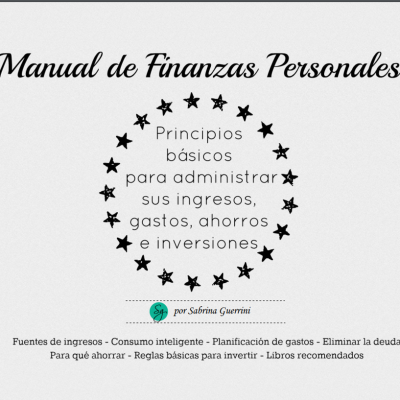 Manual de Finanzas Personales
Principios
básicos
para administrar
sus ingresos,
gastos, ahorros
e inversiones
Sg
por Sabrina Guerrini
Fuentes de ingresos - Consumo inteligente - Planificación de gastos - Eliminar la deuda
Para qué ahorrar - Reglas básicas para invertir - Libros recomendados